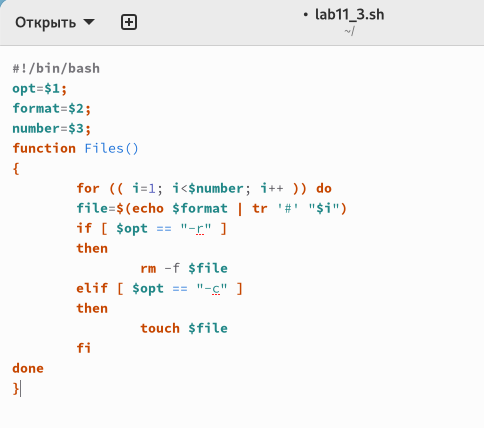 Открыть
• lab11_3.sh
~/
#!/bin/bash
opt=$1;
format=$2;
number=$3;
function Files()
{
        for (( i=1; i<$number; i++ )) do
        file=$(echo $format | tr '#' "$i")
        if [ $opt == "-r" ]
        then
                rm -f $file
        elif [ $opt == "-c" ]
        then
                touch $file
        fi
done
}